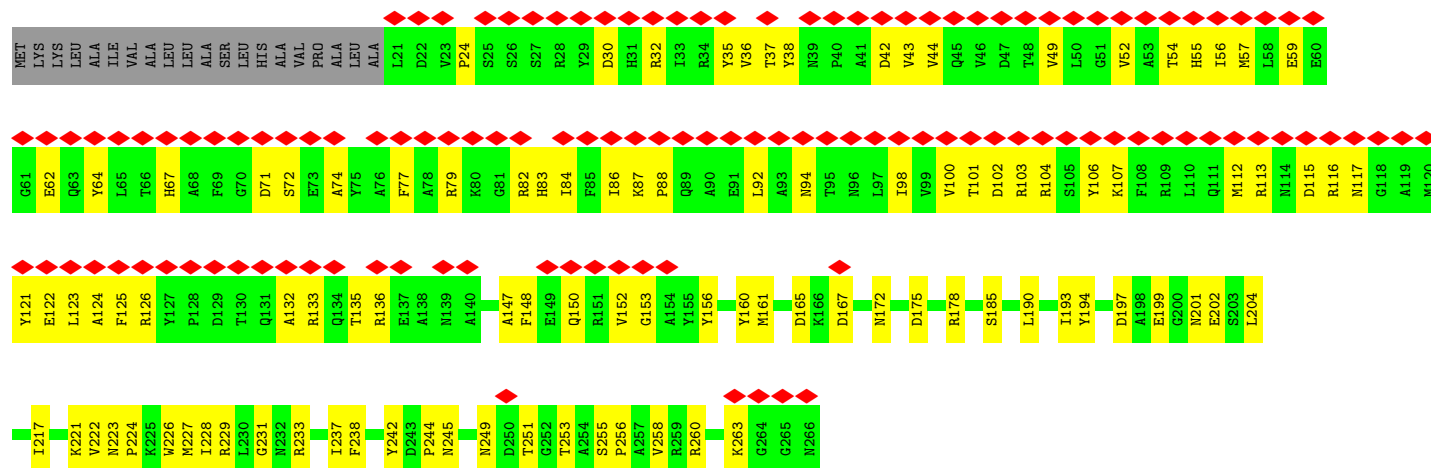 MET LYS LYS LEU ALA ILE VAL ALA LEU LEU ALA SER LEU HIS ALA VAL PRO ALA LEU ALA L21 D22 V23 P24 S25 S26 S27 R28 Y29 D30 H31 R32 I33 R34 Y35 V36 T37 Y38 N39 P40 A41 D42 V43 V44 Q45 V46 D47 T48 V49 L50 G51 V52 A53 T54 H55 I56 M57 L58 E59 E60
G61 E62 Q63 Y64 L65 T66 H67 A68 F69 G70 D71 S72 E73 A74 Y75 A76 F77 A78 R79 K80 G81 R82 H83 I84 F85 I86 K87 P88 Q89 A90 E91 L92 A93 N94 T95 N96 L97 I98 V99 V100 T101 D102 R103 R104 S105 Y106 K107 F108 R109 L110 Q111 M112 R113 N114 D115 R116 N117 G118 A119 M120
Y121 E122 L123 A124 F125 R126 Y127 P128 D129 T130 Q131 A132 R133 Q134 T135 R136 E137 A138 N139 A140 A147 F148 E149 Q150 R151 V152 G153 A154 Y155 Y156 Y160 M161 D165 K166 D167 N172 D175 R178 S185 L190 I193 Y194 D197 A198 E199 G200 N201 E202 S203 L204
I217 K221 V222 N223 P224 K225 W226 M227 I228 R229 L230 G231 N232 R233 I237 F238 Y242 D243 P244 N245 N249 D250 T251 G252 T253 A254 S255 P256 A257 V258 R259 R260 K263 G264 G265 N266